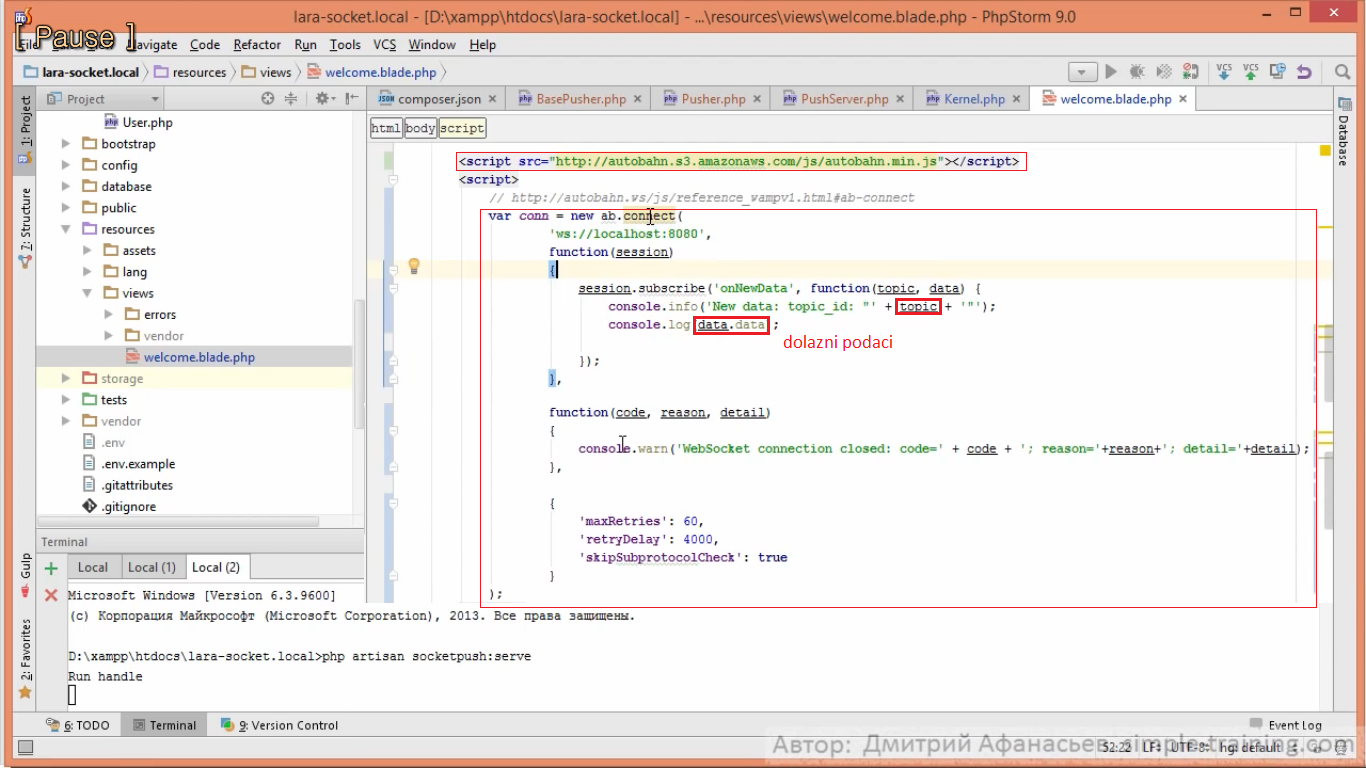 lara-socket.local - [D:\xampp\htdocs\lara-socket.local] - ...\resources\views\welcome.blade.php - PhpStorm 9.0
[ Pause ]
Navigate Code Refactor Run Tools VCS Window Help
lara-socket.local resources views welcome.blade.php
VCS VCS
1: Project
Z: Structure
Gulp
2: Favorites
Database
Project
composer.json BasePusher.php Pusher.php PushServer.php Kernel.php welcome.blade.php
html body script
User.php
bootstrap
config
database
public
resources
assets
lang
views
errors
vendor
welcome.blade.php
storage
tests
vendor
.env
.env.example
.gitattributes
.gitignore
<script src="http://autobahn.s3.amazonaws.com/js/autobahn.min.js"></script>
<script>
// http://autobahn.ws/js/reference_wampv1.html#ab-connect
var conn = new ab.connect(
'ws://localhost:8080',
function(session)
{
session.subscribe('onNewData', function(topic, data) {
console.info('New data: topic_id: "' + topic + '"');
console.log data.data ;
dolazni podaci
});
},
function(code, reason, detail)
{
console.warn('WebSocket connection closed: code=' + code + '; reason='+reason+'; detail='+detail);
},
{
'maxRetries': 60,
'retryDelay': 4000,
'skipSubprotocolCheck': true
}
);
Terminal
Local Local (1) Local (2)
Microsoft Windows [Version 6.3.9600]
(c) Корпорация Майкрософт (Microsoft Corporation), 2013. Все права защищены.
D:\xampp\htdocs\lara-socket.local>php artisan socketpush:serve
Run handle
6: TODO Terminal 9: Version Control Event Log
Автор: Дмитрий Афанасьев simple-training.com
52:22 LF: UTF-8: hg: default